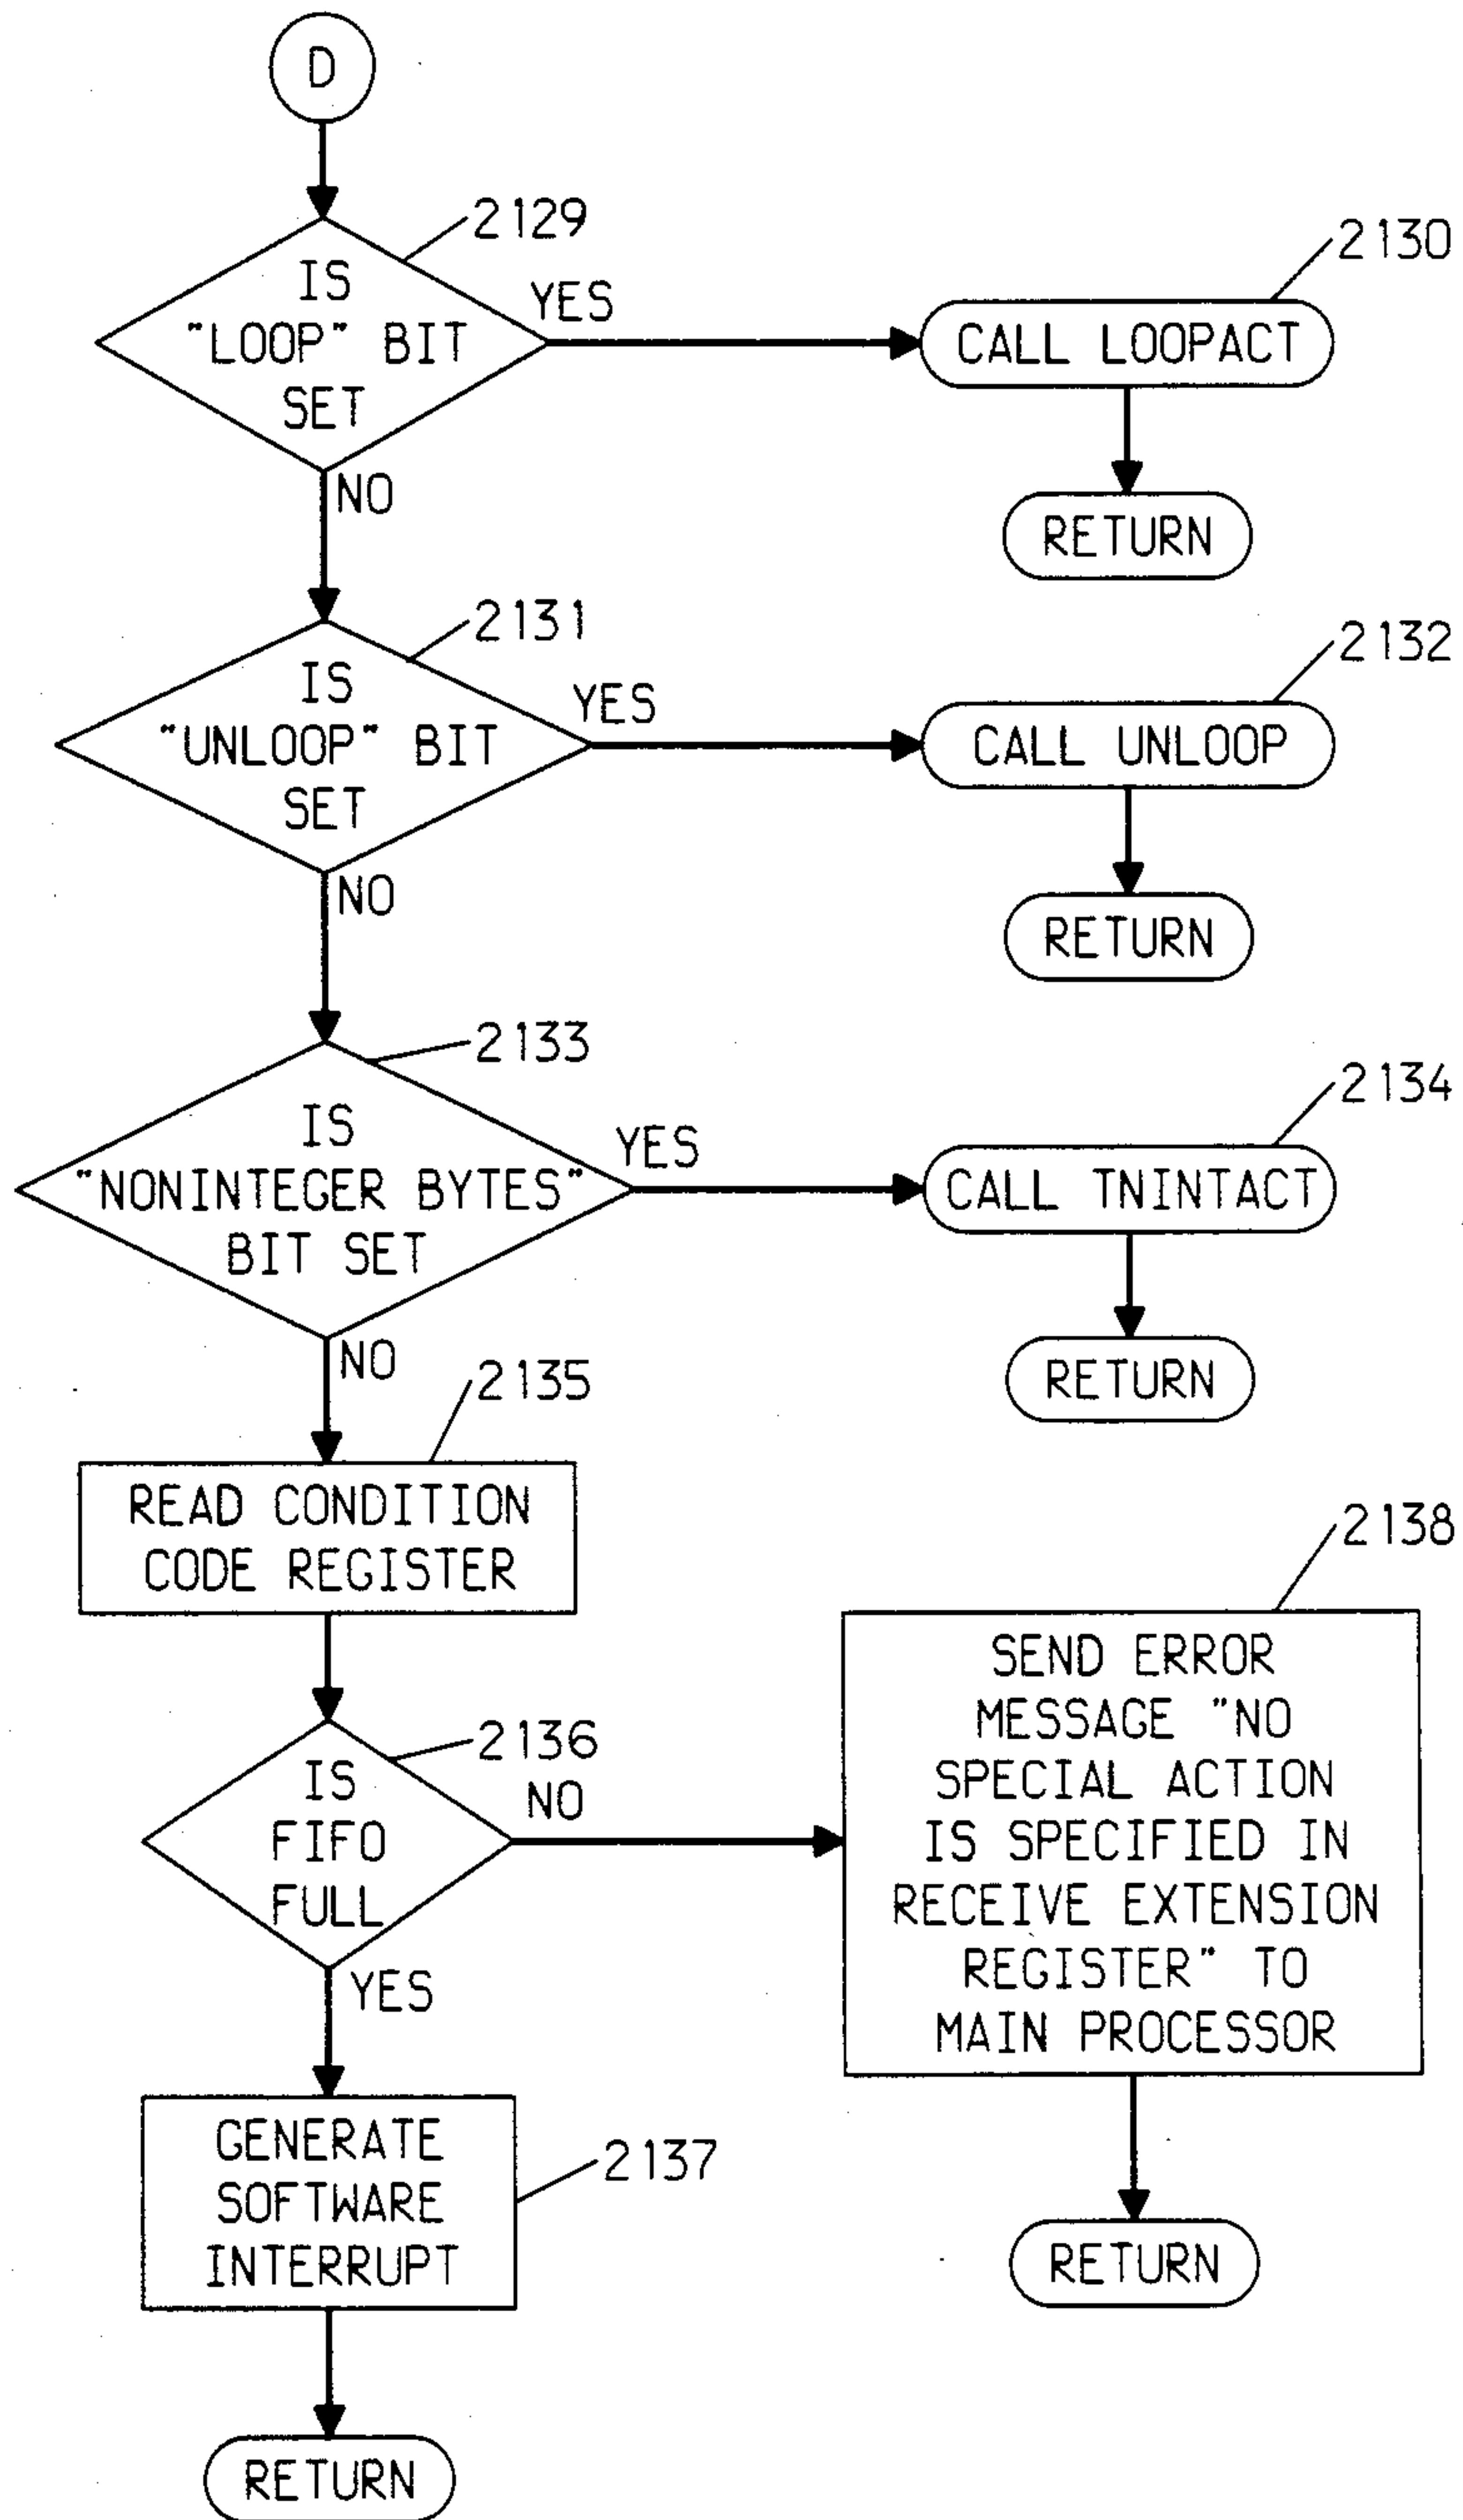 D
2129
IS
"LOOP" BIT
SET
YES
2130
CALL LOOPACT
RETURN
NO
2131
IS
"UNLOOP" BIT
SET
YES
2132
CALL UNLOOP
RETURN
NO
2133
IS
"NONINTEGER BYTES"
BIT SET
YES
2134
CALL TNINTACT
RETURN
NO
2135
READ CONDITION
CODE REGISTER
2136
IS
FIFO
FULL
NO
2138
SEND ERROR
MESSAGE "NO
SPECIAL ACTION
IS SPECIFIED IN
RECEIVE EXTENSION
REGISTER" TO
MAIN PROCESSOR
RETURN
YES
GENERATE
SOFTWARE
INTERRUPT
2137
RETURN